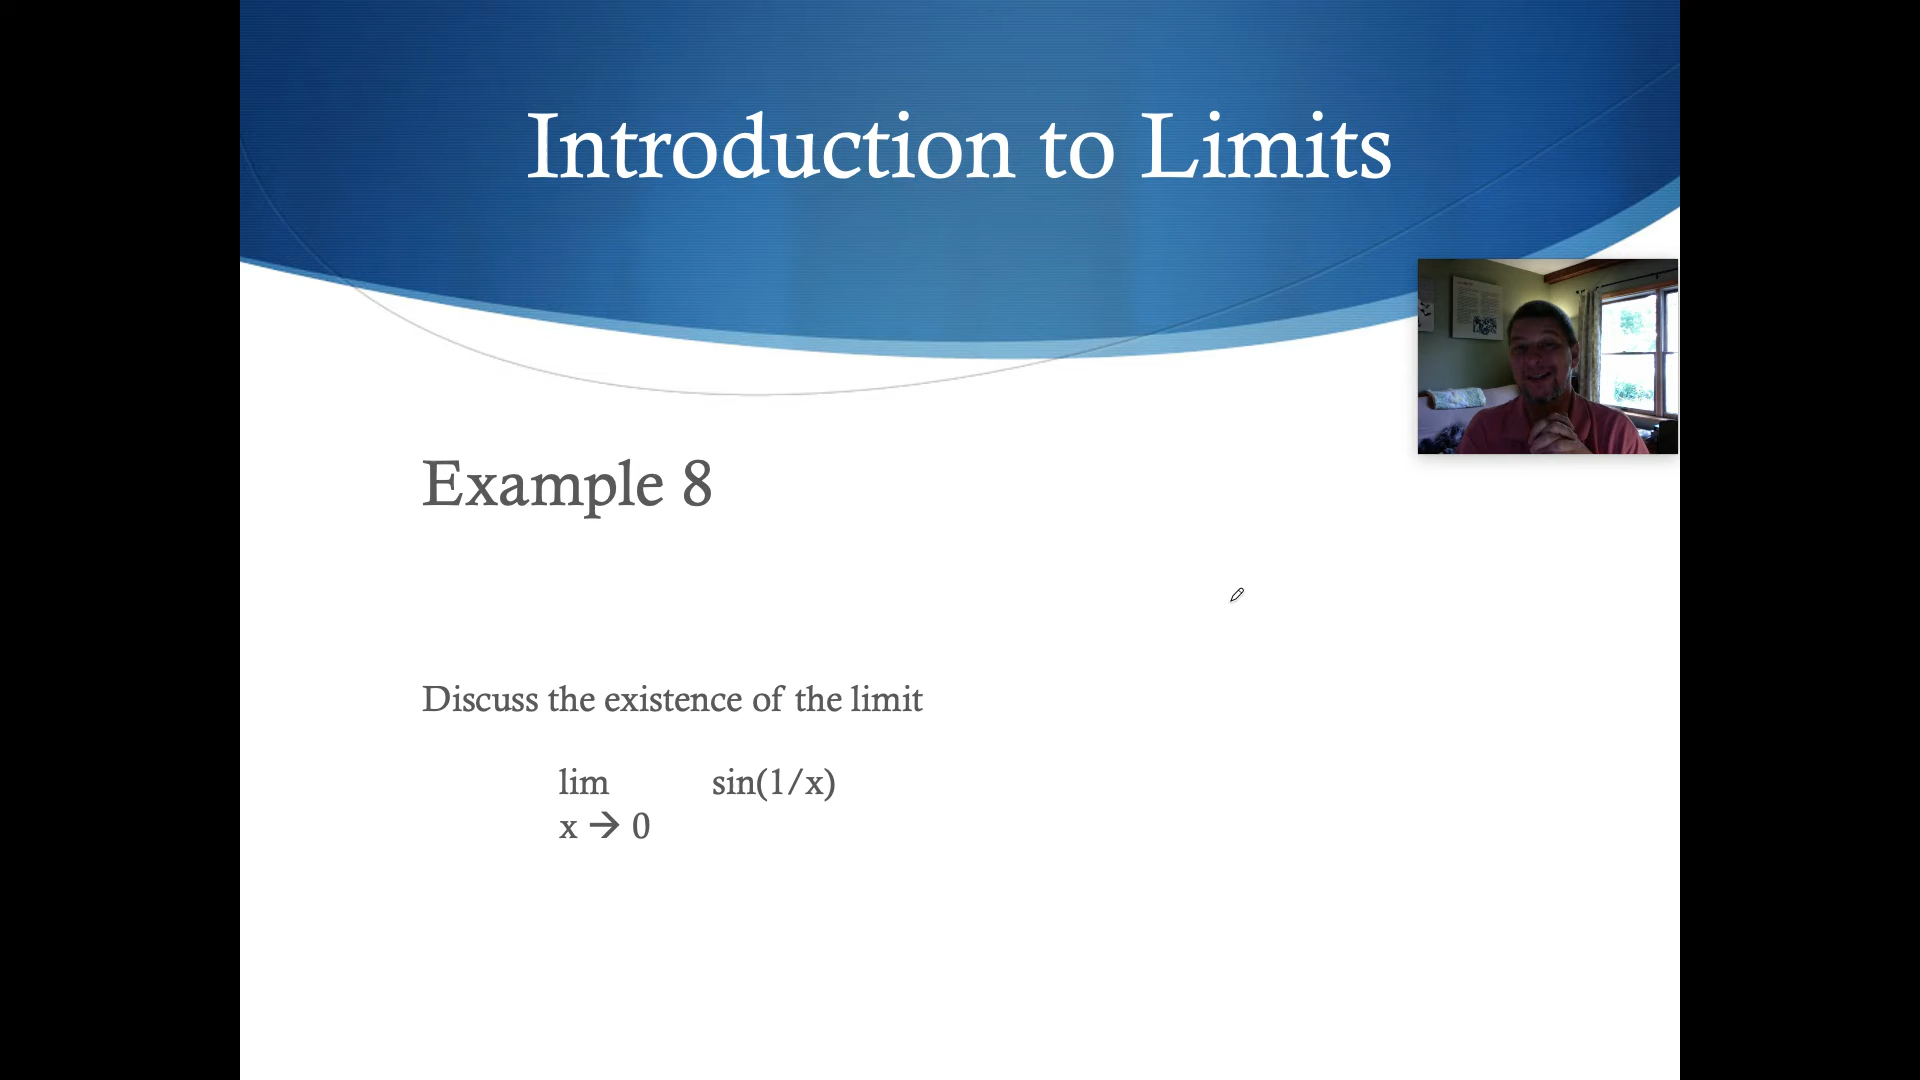 Introduction to Limits
Example 8
Discuss the existence of the limit
lim sin(1/x)
x → 0